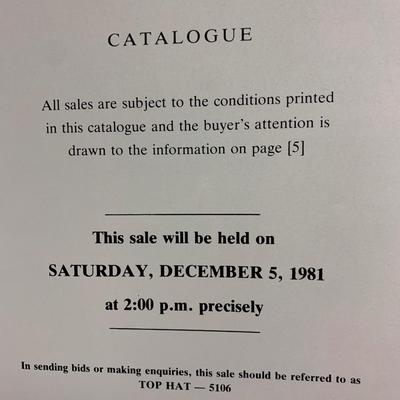 CATALOGUE
All sales are subject to the conditions printed
in this catalogue and the buyer's attention is
drawn to the information on page [5]
This sale will be held on
SATURDAY, DECEMBER 5, 1981
at 2:00 p.m. precisely
In sending bids or making enquiries, this sale should be referred to as
TOP HAT — 5106